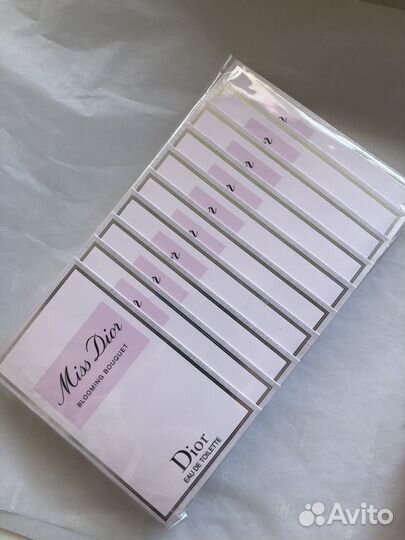 Miss Dior
BLOOMING BOUQUET
Dior
EAU DE TOILETTE
Avito